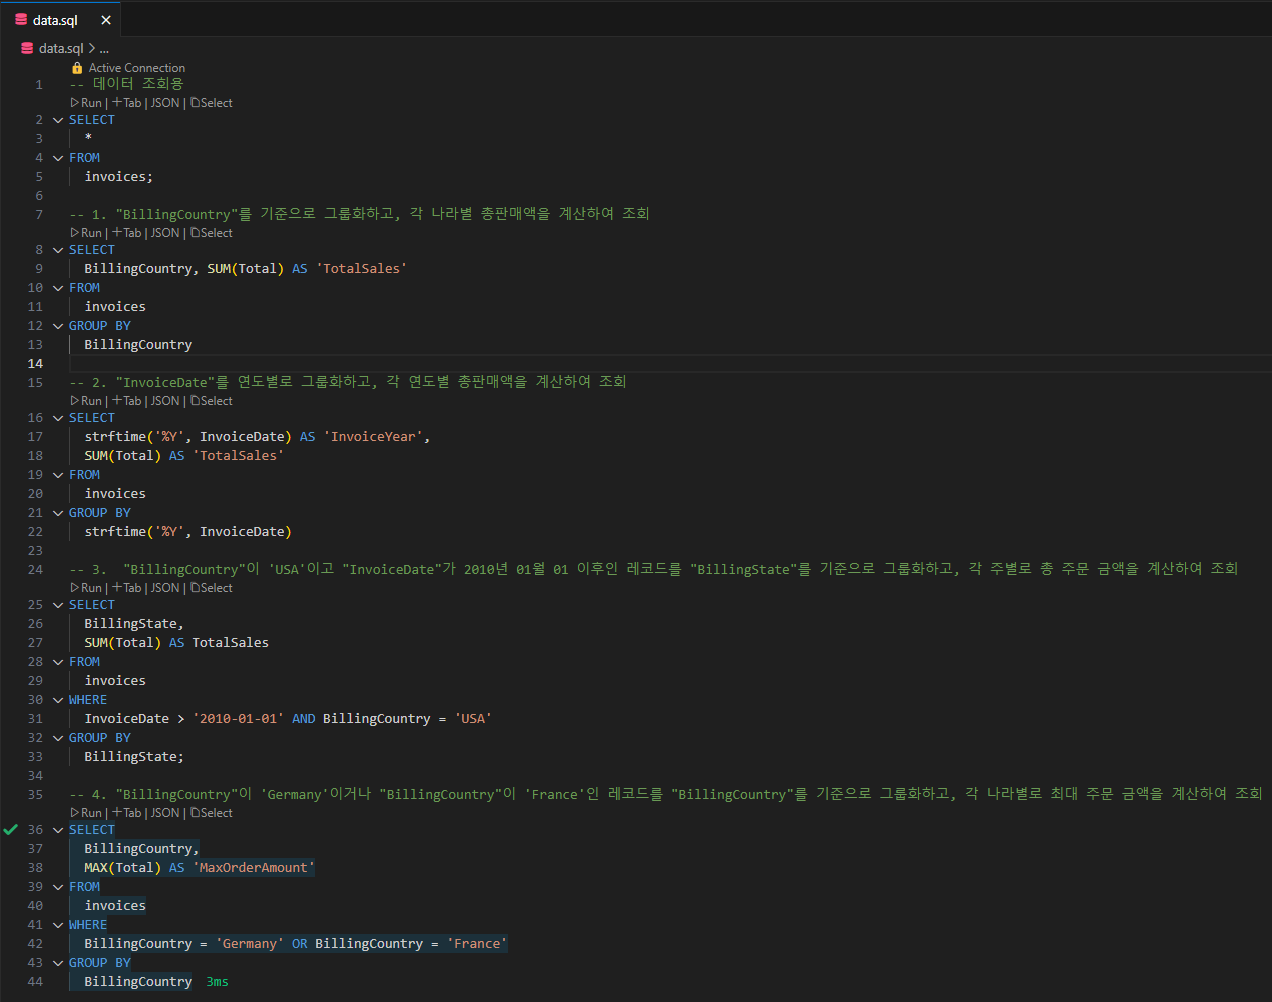 data.sql
data.sql > ...
Active Connection
1 -- 데이터 조회용
Run | +Tab | JSON | Select
2 SELECT
3 *
4 FROM
5 invoices;
6
7 -- 1. "BillingCountry"를 기준으로 그룹화하고, 각 나라별 총판매액을 계산하여 조회
Run | +Tab | JSON | Select
8 SELECT
9 BillingCountry, SUM(Total) AS 'TotalSales'
10 FROM
11 invoices
12 GROUP BY
13 BillingCountry
14
15 -- 2. "InvoiceDate"를 연도별로 그룹화하고, 각 연도별 총판매액을 계산하여 조회
Run | +Tab | JSON | Select
16 SELECT
17 strftime('%Y', InvoiceDate) AS 'InvoiceYear',
18 SUM(Total) AS 'TotalSales'
19 FROM
20 invoices
21 GROUP BY
22 strftime('%Y', InvoiceDate)
23
24 -- 3.  "BillingCountry"이 'USA'이고 "InvoiceDate"가 2010년 01월 01 이후인 레코드를 "BillingState"를 기준으로 그룹화하고, 각 주별로 총 주문 금액을 계산하여 조회
Run | +Tab | JSON | Select
25 SELECT
26 BillingState,
27 SUM(Total) AS TotalSales
28 FROM
29 invoices
30 WHERE
31 InvoiceDate > '2010-01-01' AND BillingCountry = 'USA'
32 GROUP BY
33 BillingState;
34
35 -- 4. "BillingCountry"이 'Germany'이거나 "BillingCountry"이 'France'인 레코드를 "BillingCountry"를 기준으로 그룹화하고, 각 나라별로 최대 주문 금액을 계산하여 조회
Run | +Tab | JSON | Select
36 SELECT
37 BillingCountry,
38 MAX(Total) AS 'MaxOrderAmount'
39 FROM
40 invoices
41 WHERE
42 BillingCountry = 'Germany' OR BillingCountry = 'France'
43 GROUP BY
44 BillingCountry 3ms